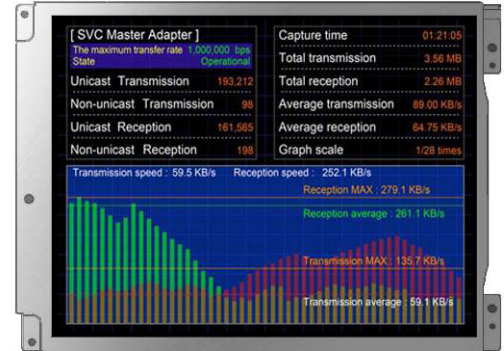 [ SVC Master Adapter ]
The maximum transfer rate 1,000,000 bps
State Operational
Unicast Transmission 193,212
Non-unicast Transmission 98
Unicast Reception 161,565
Non-unicast Reception 198
Capture time 01:21:05
Total transmission 3.56 MB
Total reception 2.26 MB
Average transmission 89.00 KB/s
Average reception 64.75 KB/s
Graph scale 1/28 times
Transmission speed : 59.5 KB/s Reception speed : 252.1 KB/s
Reception MAX : 279.1 KB/s
Reception average : 261.1 KB/s
Transmission MAX : 135.7 KB/s
Transmission average : 59.1 KB/s